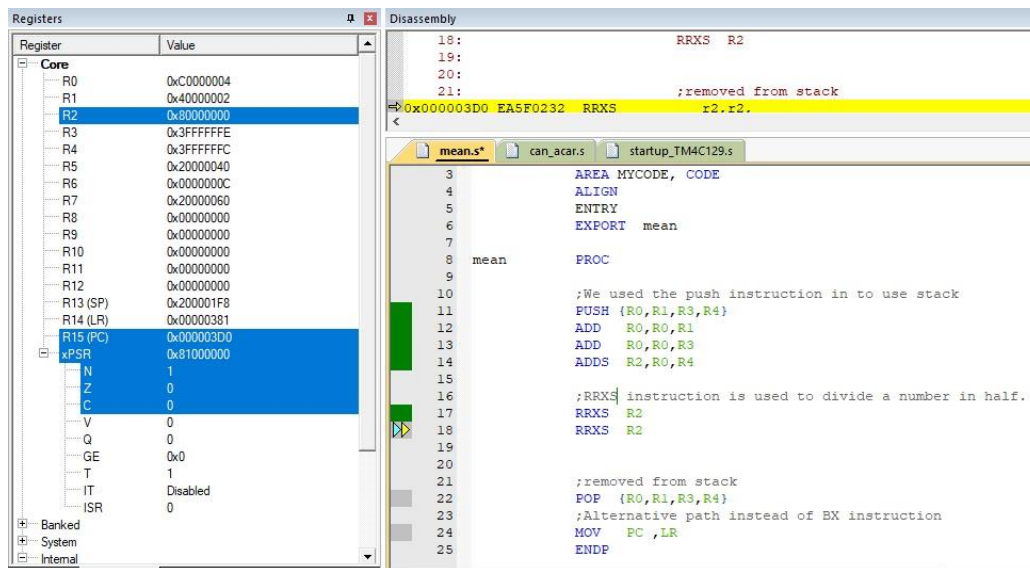 Registers
Register Value
Core
R0 0xC0000004
R1 0x40000002
R2 0x80000000
R3 0x3FFFFFFE
R4 0x3FFFFFFC
R5 0x20000040
R6 0x0000000C
R7 0x20000060
R8 0x00000000
R9 0x00000000
R10 0x00000000
R11 0x00000000
R12 0x00000000
R13 (SP) 0x200001F8
R14 (LR) 0x00000381
R15 (PC) 0x000003D0
xPSR 0x81000000
N 1
Z 0
C 0
V 0
Q 0
GE 0x0
T 1
IT Disabled
ISR 0
Banked
System
Internal
Disassembly
18: RRXS R2
19:
20:
21: ;removed from stack
0x000003D0 EA5F0232 RRXS r2,r2,
mean.s* can_acar.s startup_TM4C129.s
3 AREA MYCODE, CODE
4 ALIGN
5 ENTRY
6 EXPORT mean
7
8 mean PROC
9
10 ;We used the push instruction in to use stack
11 PUSH {R0,R1,R3,R4}
12 ADD R0,R0,R1
13 ADD R0,R0,R3
14 ADDS R2,R0,R4
15
16 ;RRXS instruction is used to divide a number in half.
17 RRXS R2
18 RRXS R2
19
20
21 ;removed from stack
22 POP {R0,R1,R3,R4}
23 ;Alternative path instead of BX instruction
24 MOV PC ,LR
25 ENDP